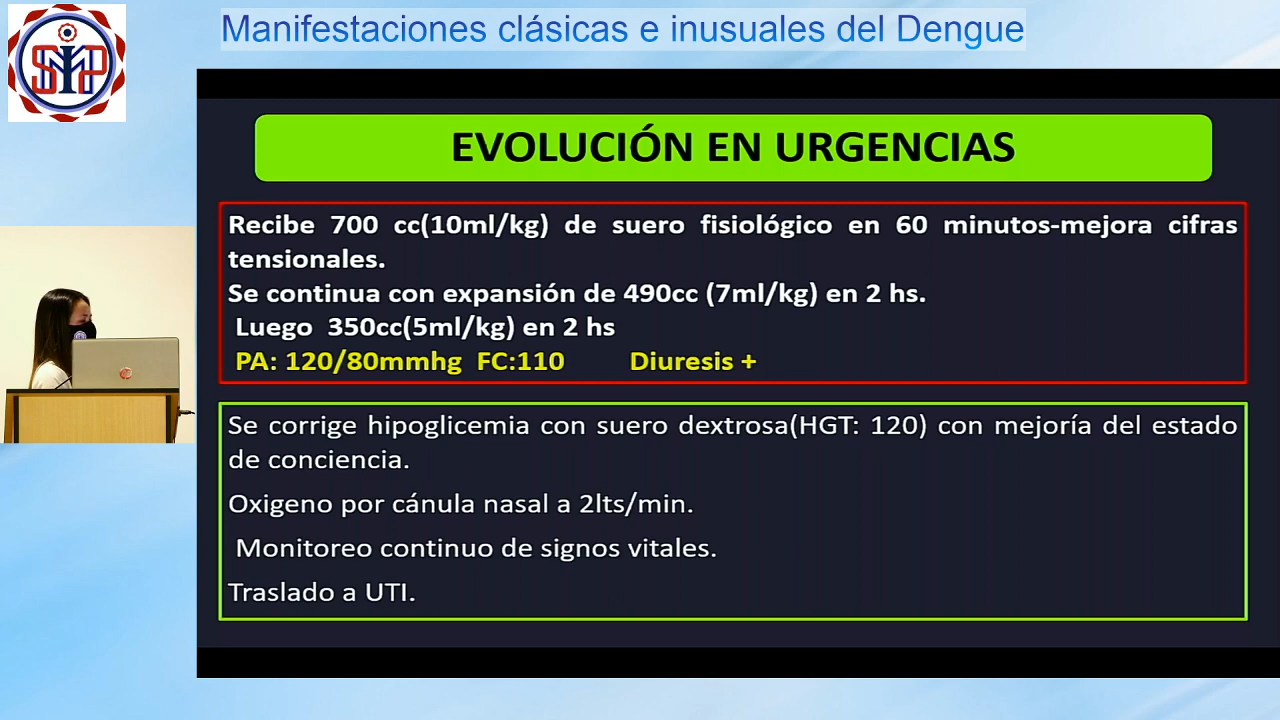 Manifestaciones clásicas e inusuales del Dengue
SMIP
EVOLUCIÓN EN URGENCIAS
Recibe 700 cc(10ml/kg) de suero fisiológico en 60 minutos-mejora cifras
tensionales.
Se continua con expansión de 490cc (7ml/kg) en 2 hs.
Luego 350cc(5ml/kg) en 2 hs
PA: 120/80mmhg FC:110 Diuresis +
Se corrige hipoglicemia con suero dextrosa(HGT: 120) con mejoría del estado
de conciencia.
Oxigeno por cánula nasal a 2lts/min.
Monitoreo continuo de signos vitales.
Traslado a UTI.